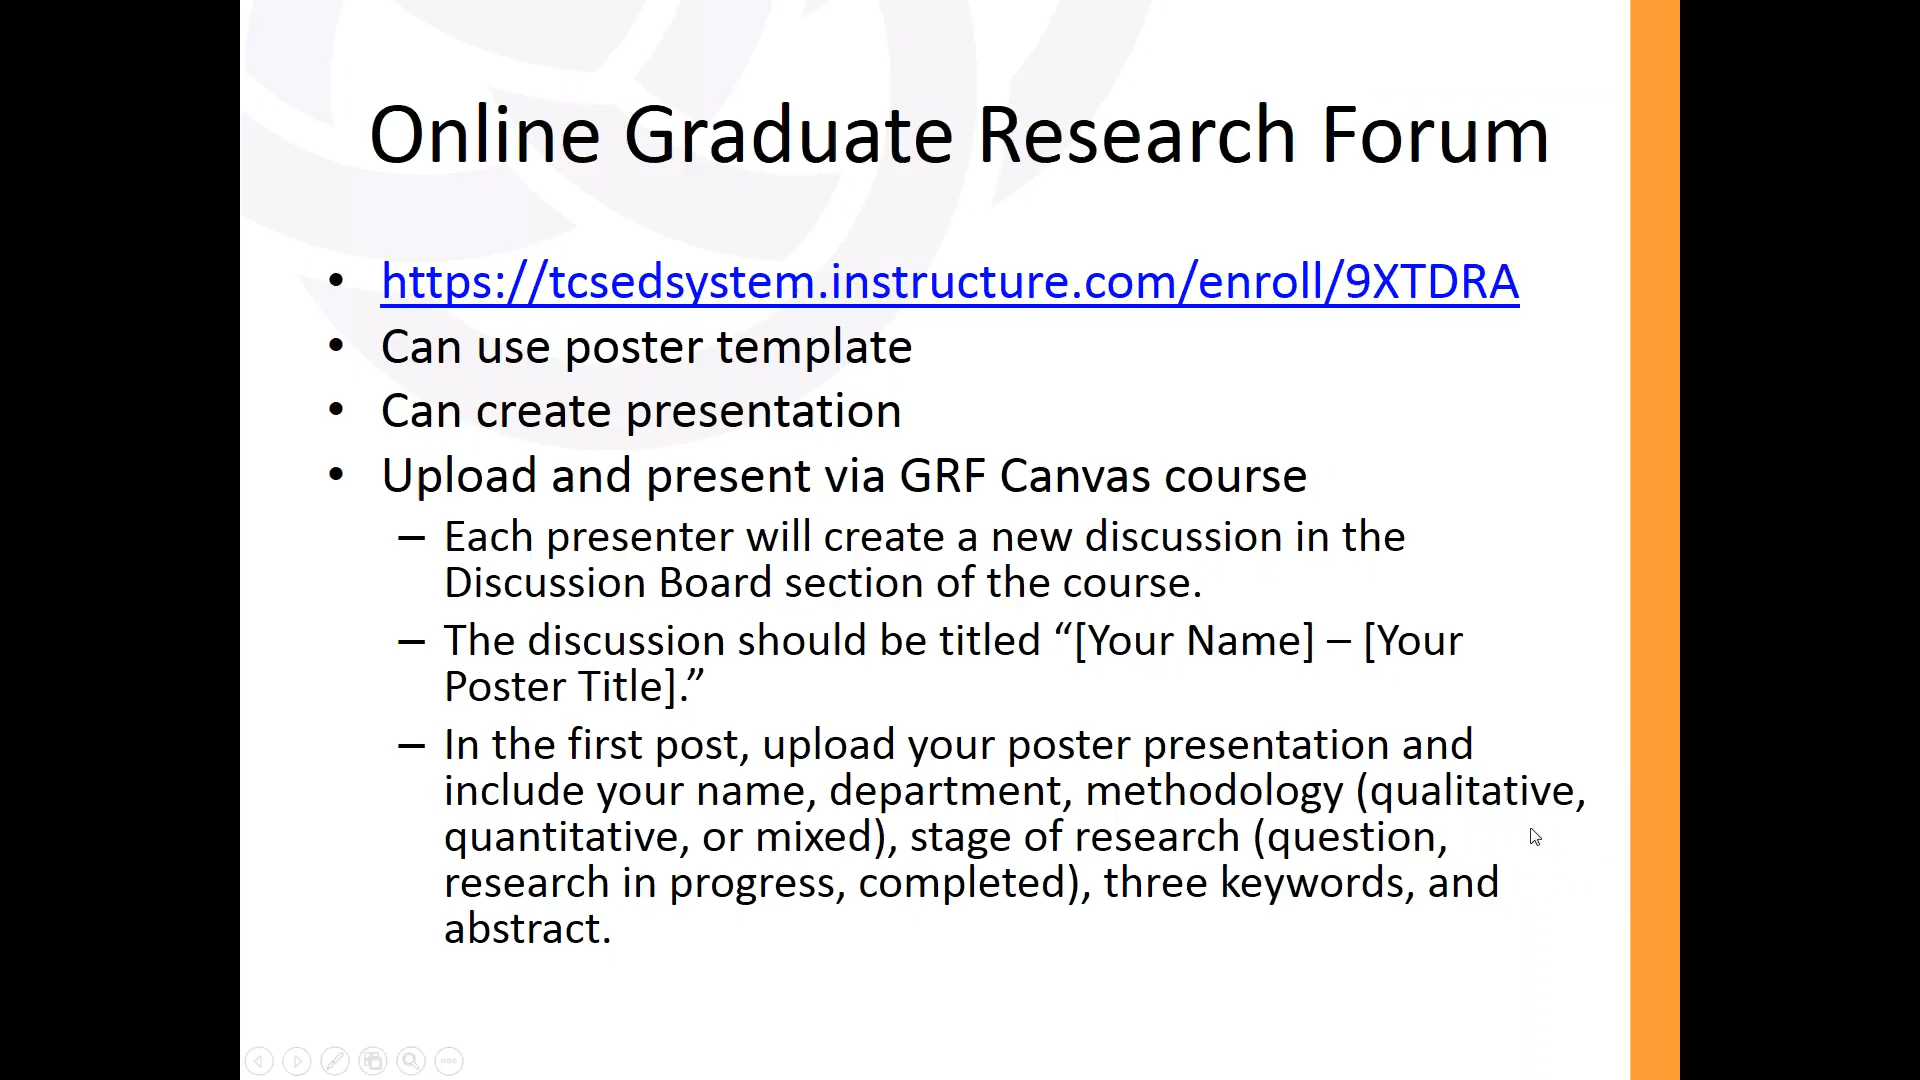 Online Graduate Research Forum
• https://tcsedsystem.instructure.com/enroll/9XTDRA
• Can use poster template
• Can create presentation
• Upload and present via GRF Canvas course
– Each presenter will create a new discussion in the
Discussion Board section of the course.
– The discussion should be titled “[Your Name] – [Your
Poster Title].”
– In the first post, upload your poster presentation and
include your name, department, methodology (qualitative,
quantitative, or mixed), stage of research (question,
research in progress, completed), three keywords, and
abstract.